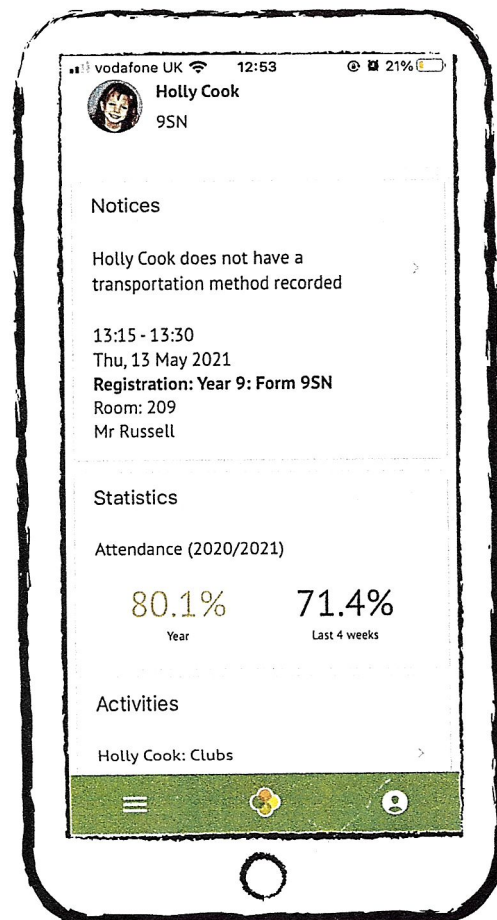 vodafone UK 12:53 21%
Holly Cook
9SN
Notices
Holly Cook does not have a
transportation method recorded
13:15 - 13:30
Thu, 13 May 2021
Registration: Year 9: Form 9SN
Room: 209
Mr Russell
Statistics
Attendance (2020/2021)
80.1% 71.4%
Year Last 4 weeks
Activities
Holly Cook: Clubs